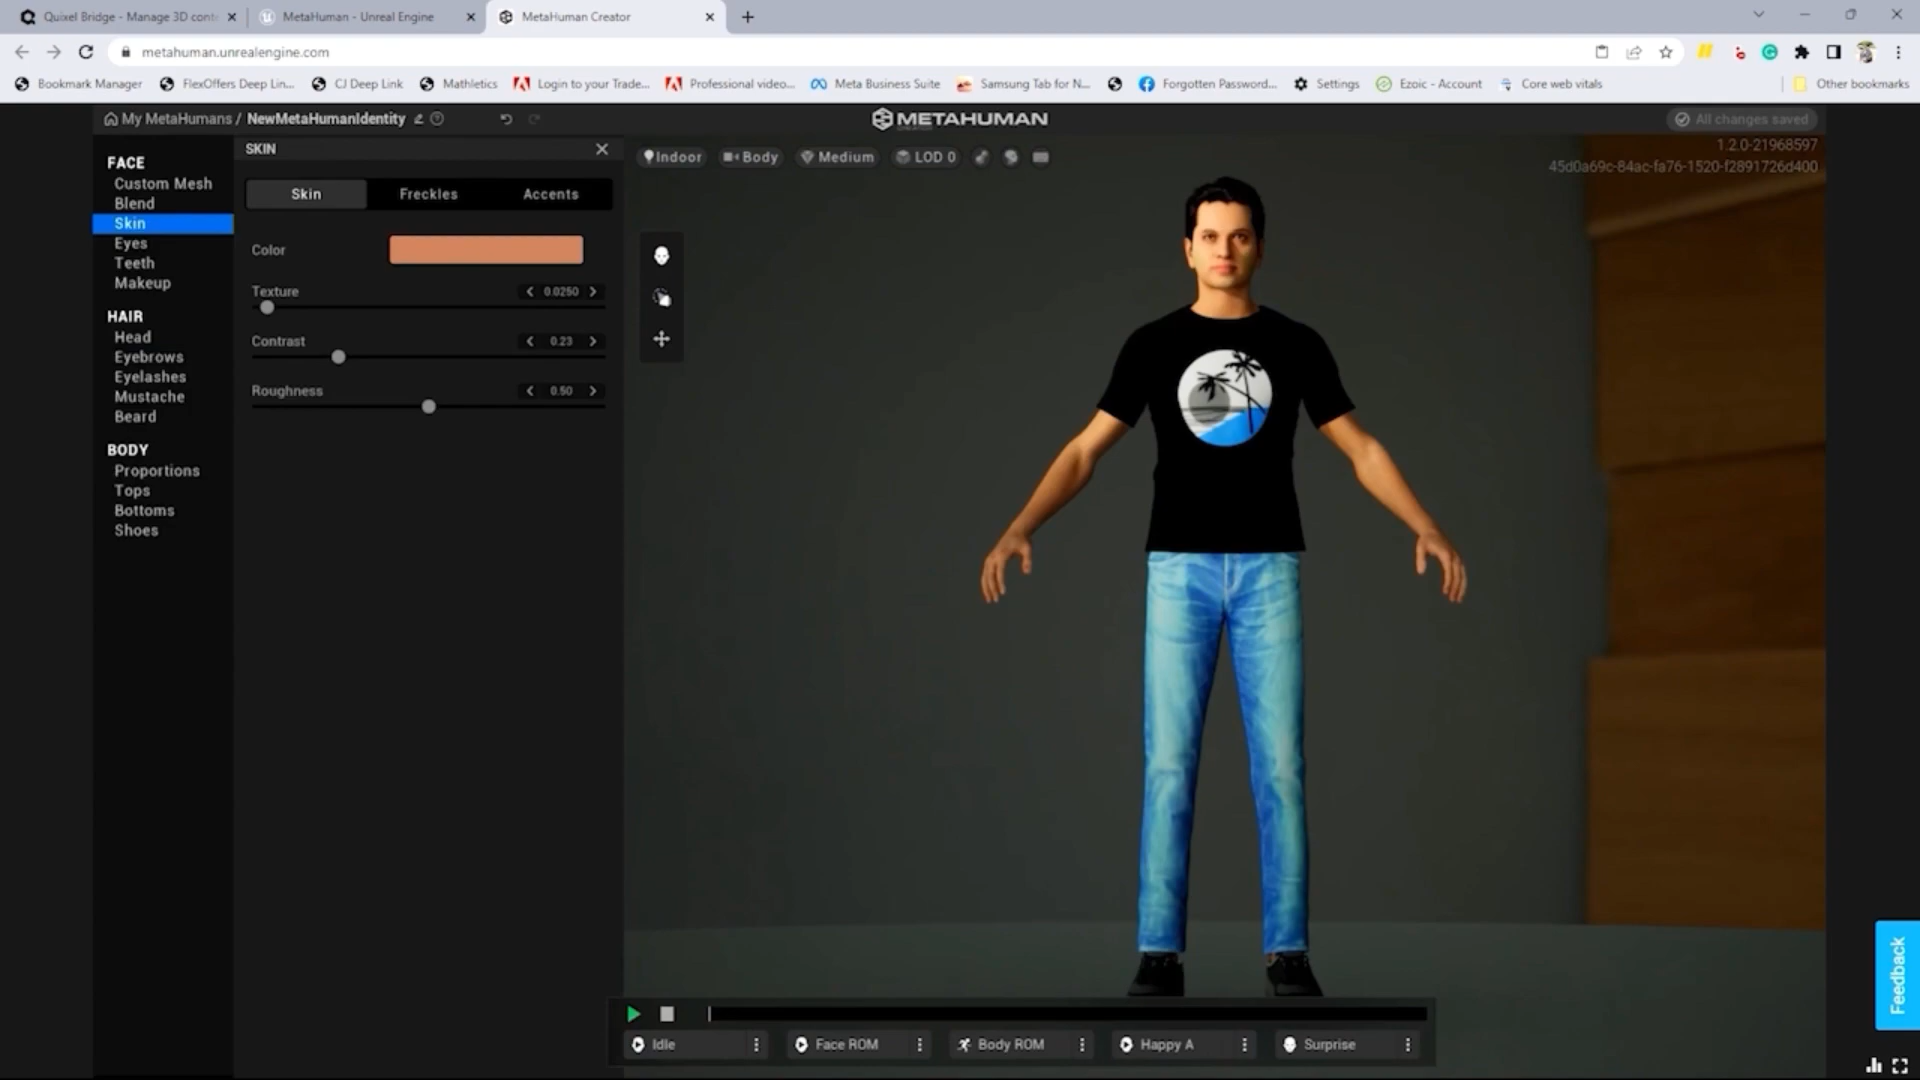 Quixel Bridge - Manage 3D cont
MetaHuman - Unreal Engine
MetaHuman Creator
metahuman.unrealengine.com
Bookmark Manager
FlexOffers Deep Lin...
CJ Deep Link
Mathletics
Login to your Trade...
Professional video...
Meta Business Suite
Samsung Tab for N...
Forgotten Password...
Settings
Ezoic - Account
Core web vitals
Other bookmarks
My MetaHumans / NewMetaHumanIdentity
METAHUMAN
CREATOR
All changes saved
1.2.0-21968597
45d0a69c-84ac-fa76-1520-f2891726d400
FACE
Custom Mesh
Blend
Skin
Eyes
Teeth
Makeup
HAIR
Head
Eyebrows
Eyelashes
Mustache
Beard
BODY
Proportions
Tops
Bottoms
Shoes
SKIN
Skin
Freckles
Accents
Color
Texture
0.0250
Contrast
0.23
Roughness
0.50
Indoor
Body
Medium
LOD 0
Idle
Face ROM
Body ROM
Happy A
Surprise
Feedback